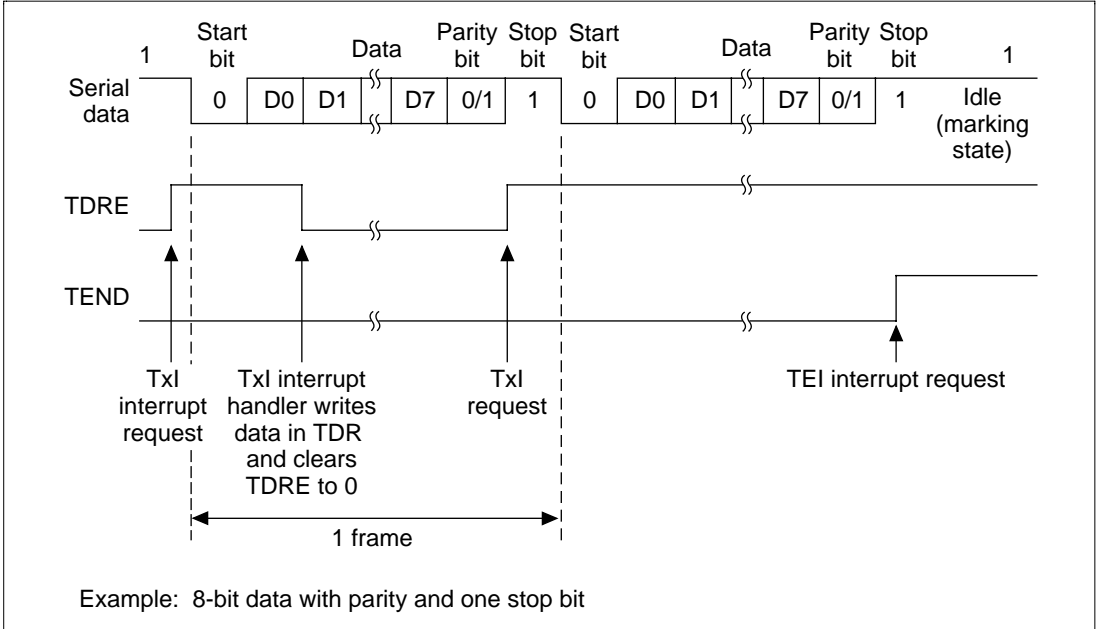 Start bit
Data
Parity bit
Stop bit
Start bit
Data
Parity bit
Stop bit
1
1
Serial data
0
D0
D1
D7
0/1
1
0
D0
D1
D7
0/1
1
Idle (marking state)
TDRE
TEND
TxI interrupt request
TxI interrupt handler writes data in TDR and clears TDRE to 0
TxI request
TEI interrupt request
1 frame
Example: 8-bit data with parity and one stop bit